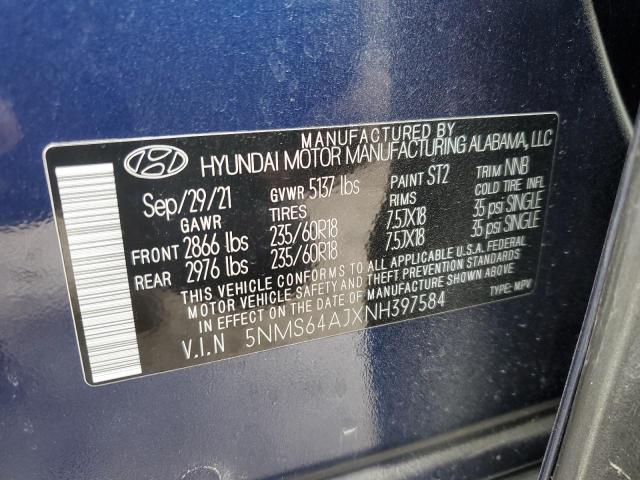 MANUFACTURED BY
HYUNDAI MOTOR MANUFACTURING ALABAMA, LLC
Sep/29/21 GVWR 5137 lbs PAINT ST2 TRIM NNB
GAWR TIRES RIMS COLD TIRE INFL
FRONT 2866 lbs 235/60R18 7.5JX18 35 psi SINGLE
REAR 2976 lbs 235/60R18 7.5JX18 35 psi SINGLE
THIS VEHICLE CONFORMS TO ALL APPLICABLE U.S.A. FEDERAL
MOTOR VEHICLE SAFETY AND THEFT PREVENTION STANDARDS
IN EFFECT ON THE DATE OF MANUFACTURE
V.I.N 5NMS64AJXNH397584 TYPE: MPV